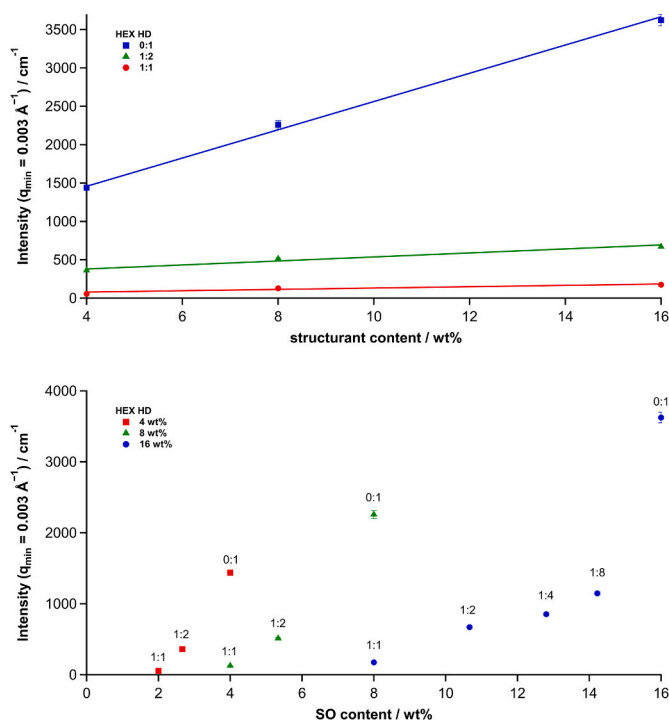 HEX HD
0:1
1:2
1:1
Intensity (qmin = 0.003 Å⁻¹) / cm⁻¹
3500
3000
2500
2000
1500
1000
500
0
4 6 8 10 12 14 16
structurant content / wt%
HEX HD
4 wt%
8 wt%
16 wt%
Intensity (qmin = 0.003 Å⁻¹) / cm⁻¹
4000
3000
2000
1000
0
0:1
0:1
0:1
1:8
1:4
1:2
1:2
1:2
1:1
1:1
1:1
0 2 4 6 8 10 12 14 16
SO content / wt%